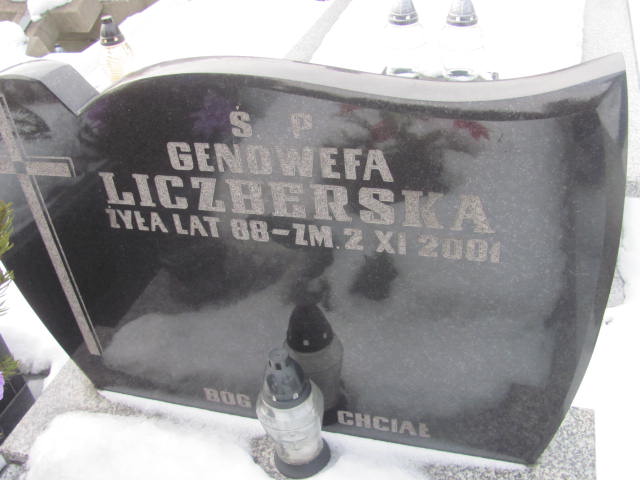 Ś P
GENOWEFA
LICZBERSKA
ŻYŁA LAT 88 - ZM. 2 XI 2001
BÓG CHCIAŁ